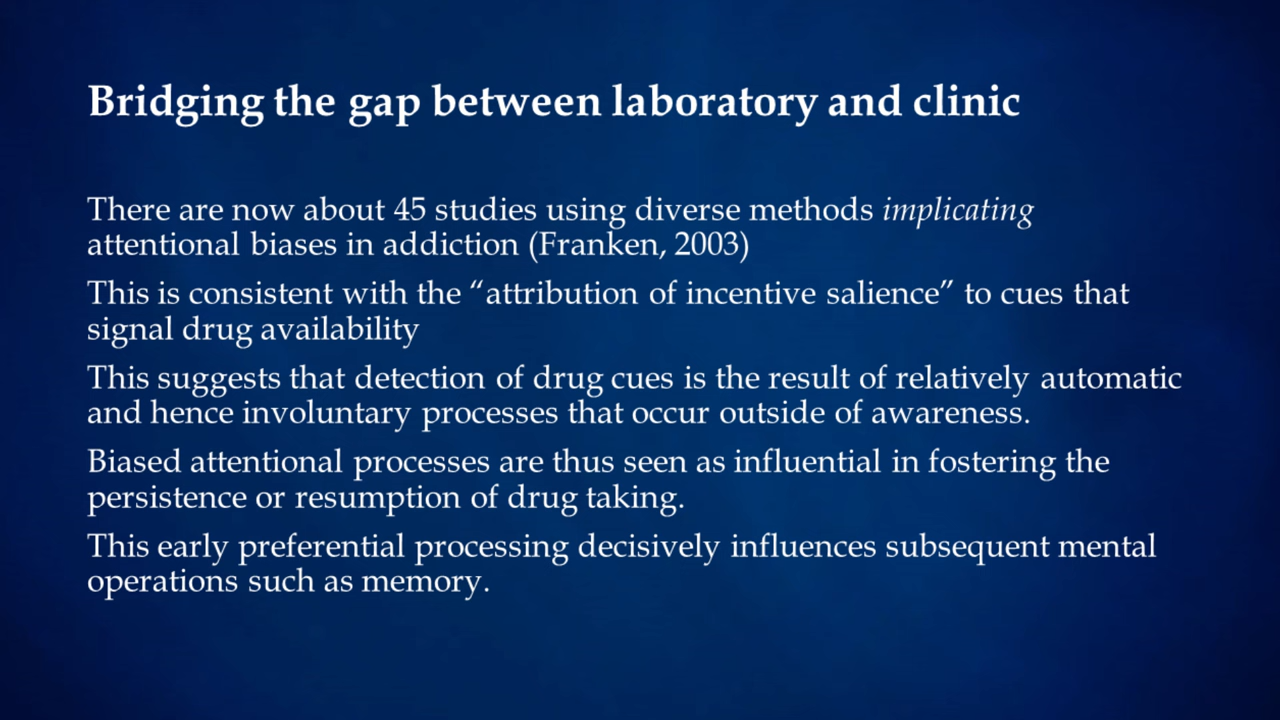 Bridging the gap between laboratory and clinic
There are now about 45 studies using diverse methods implicating
attentional biases in addiction (Franken, 2003)
This is consistent with the “attribution of incentive salience” to cues that
signal drug availability
This suggests that detection of drug cues is the result of relatively automatic
and hence involuntary processes that occur outside of awareness.
Biased attentional processes are thus seen as influential in fostering the
persistence or resumption of drug taking.
This early preferential processing decisively influences subsequent mental
operations such as memory.